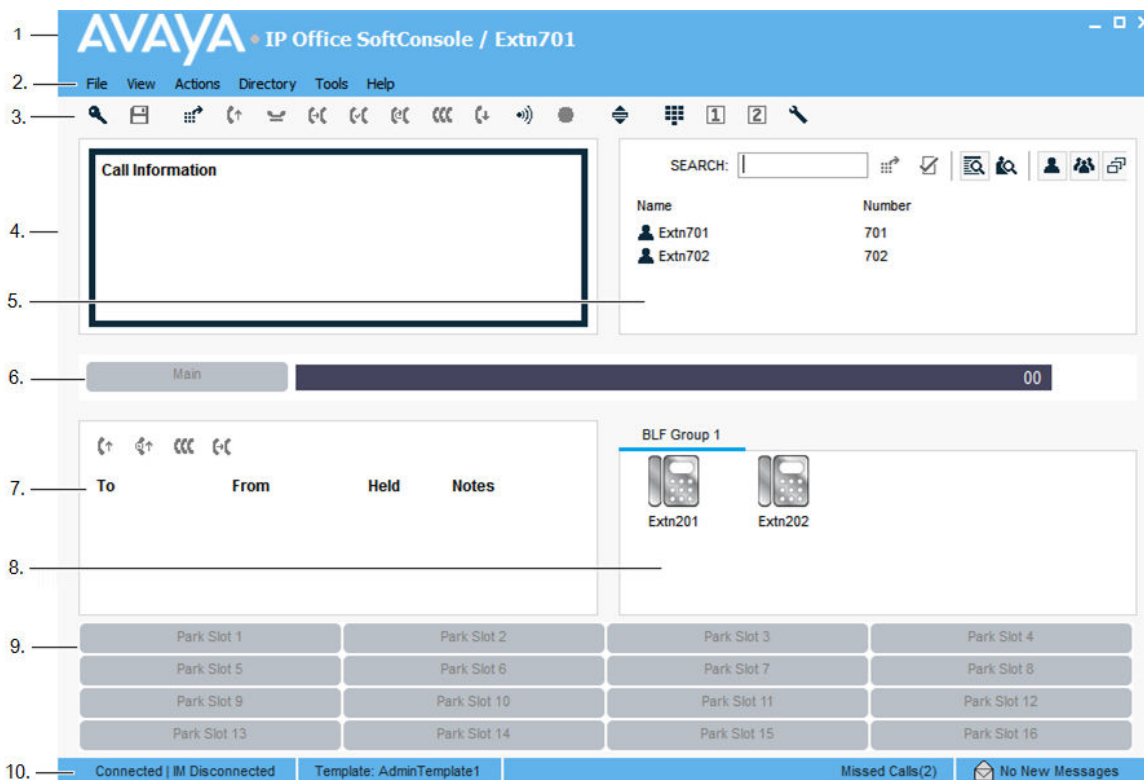 1
AVAYA • IP Office SoftConsole / Extn701
2.
File View Actions Directory Tools Help
3.
1 2
Call Information
SEARCH:
Name Number
Extn701 701
Extn702 702
4.
5.
6.
Main
00
BLF Group 1
7.
To From Held Notes
Extn201 Extn202
8.
9.
Park Slot 1 Park Slot 2 Park Slot 3 Park Slot 4
Park Slot 5 Park Slot 6 Park Slot 7 Park Slot 8
Park Slot 9 Park Slot 10 Park Slot 11 Park Slot 12
Park Slot 13 Park Slot 14 Park Slot 15 Park Slot 16
10.
Connected | IM Disconnected Template: AdminTemplate1 Missed Calls(2) No New Messages